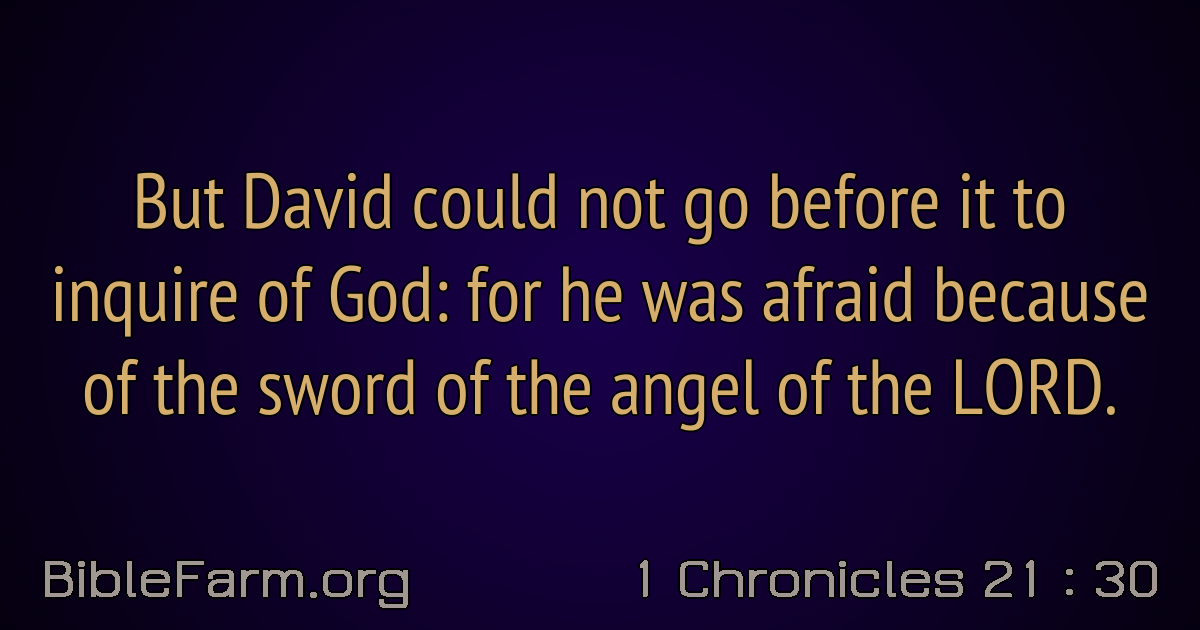 But David could not go before it to
inquire of God: for he was afraid because
of the sword of the angel of the LORD.
BibleFarm.org
1 Chronicles 21 : 30